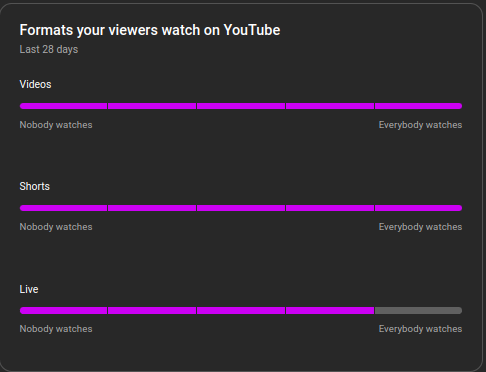 Formats your viewers watch on YouTube
Last 28 days
Videos
Nobody watches Everybody watches
Shorts
Nobody watches Everybody watches
Live
Nobody watches Everybody watches